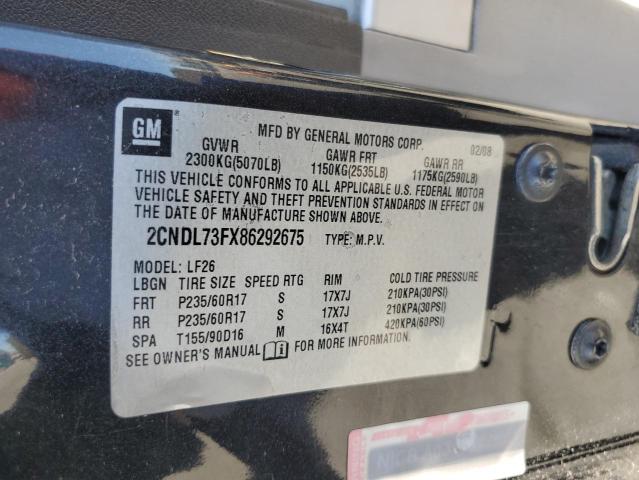 GM
MFD BY GENERAL MOTORS CORP. 02/08
GVWR GAWR FRT GAWR RR
2300KG(5070LB) 1150KG(2535LB) 1175KG(2590LB)
THIS VEHICLE CONFORMS TO ALL APPLICABLE U.S. FEDERAL MOTOR
VEHICLE SAFETY AND THEFT PREVENTION STANDARDS IN EFFECT ON
THE DATE OF MANUFACTURE SHOWN ABOVE.
2CNDL73FX86292675 TYPE: M.P.V.
MODEL: LF26
LBGN TIRE SIZE SPEED RTG RIM COLD TIRE PRESSURE
FRT P235/60R17 S 17X7J 210KPA(30PSI)
RR P235/60R17 S 17X7J 210KPA(30PSI)
SPA T155/90D16 M 16X4T 420KPA(60PSI)
SEE OWNER'S MANUAL FOR MORE INFORMATION.